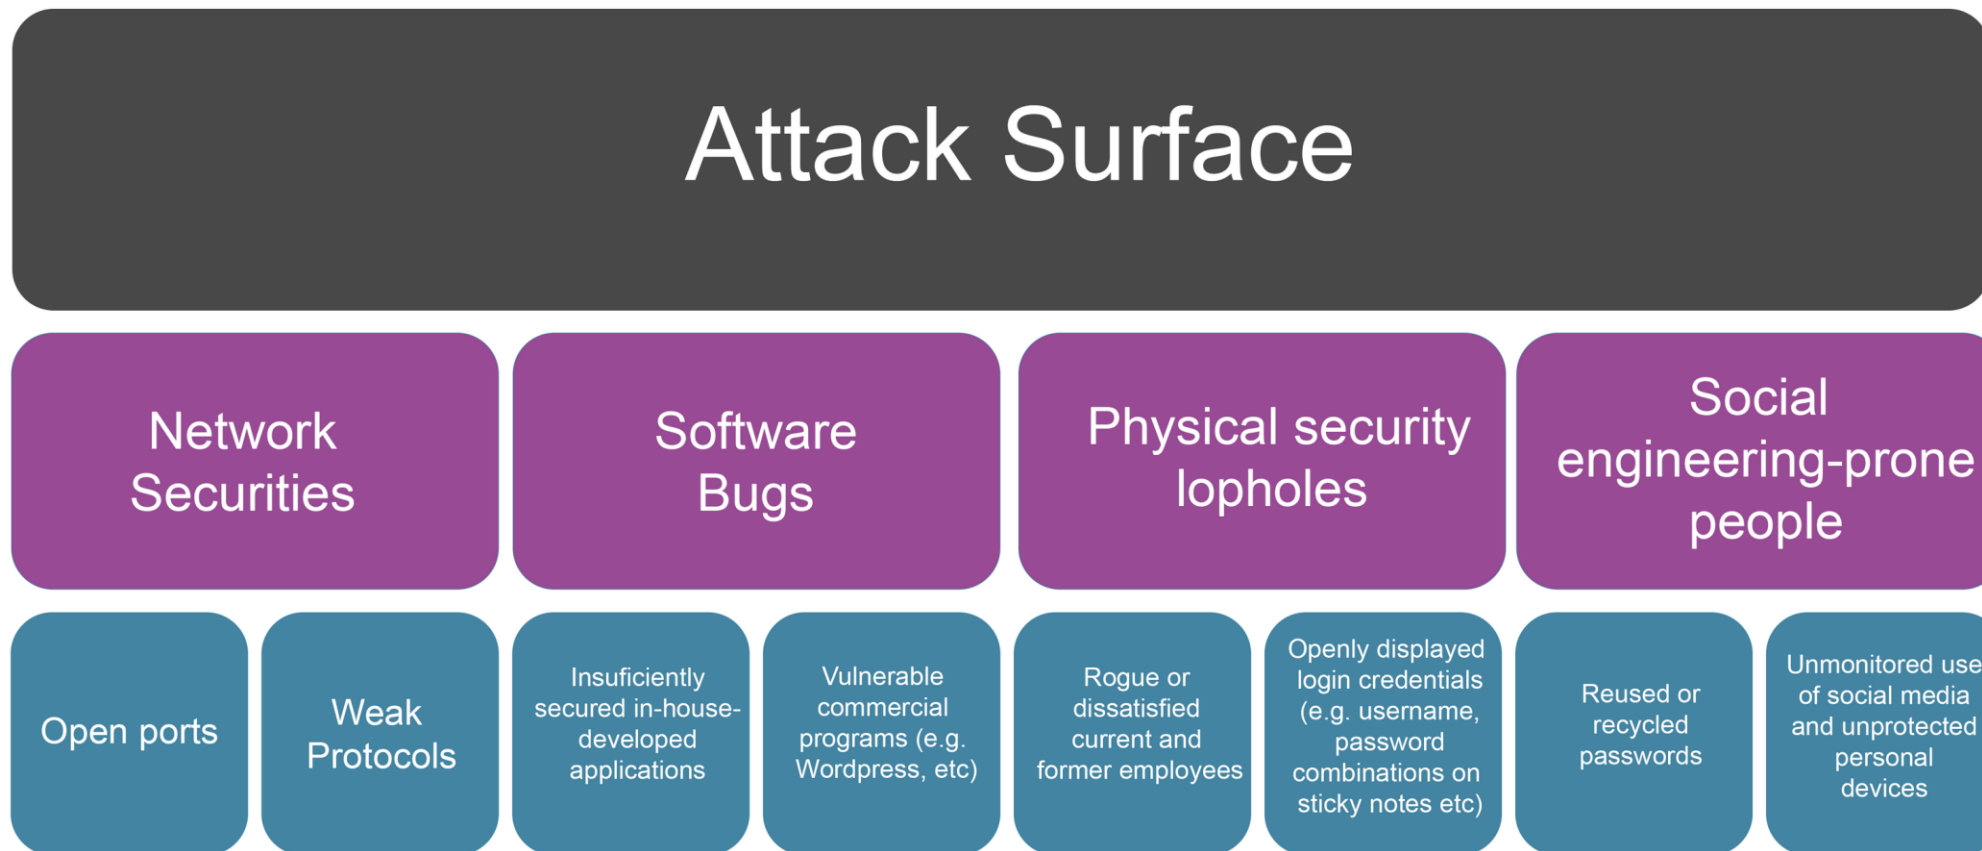 Attack Surface
Network
Securities
Software
Bugs
Physical security
lopholes
Social
engineering-prone
people
Open ports
Weak
Protocols
Insuficiently
secured in-house-
developed
applications
Vulnerable
commercial
programs (e.g.
Wordpress, etc)
Rogue or
dissatisfied
current and
former employees
Openly displayed
login credentials
(e.g. username,
password
combinations on
sticky notes etc)
Reused or
recycled
passwords
Unmonitored use
of social media
and unprotected
personal
devices